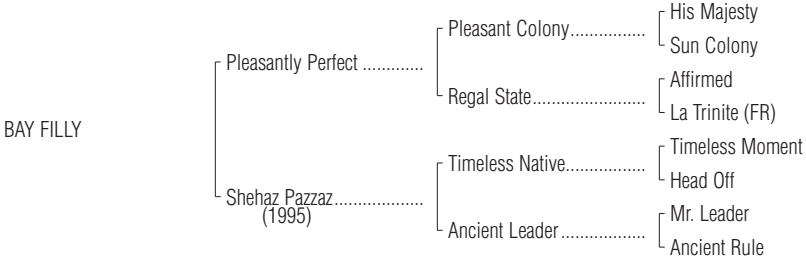 His Majesty
Pleasant Colony................
Sun Colony
Pleasantly Perfect .............
Affirmed
Regal State........................
La Trinite (FR)
BAY FILLY
Timeless Moment
Timeless Native.................
Head Off
Shehaz Pazzaz...................
(1995)
Mr. Leader
Ancient Leader..................
Ancient Rule